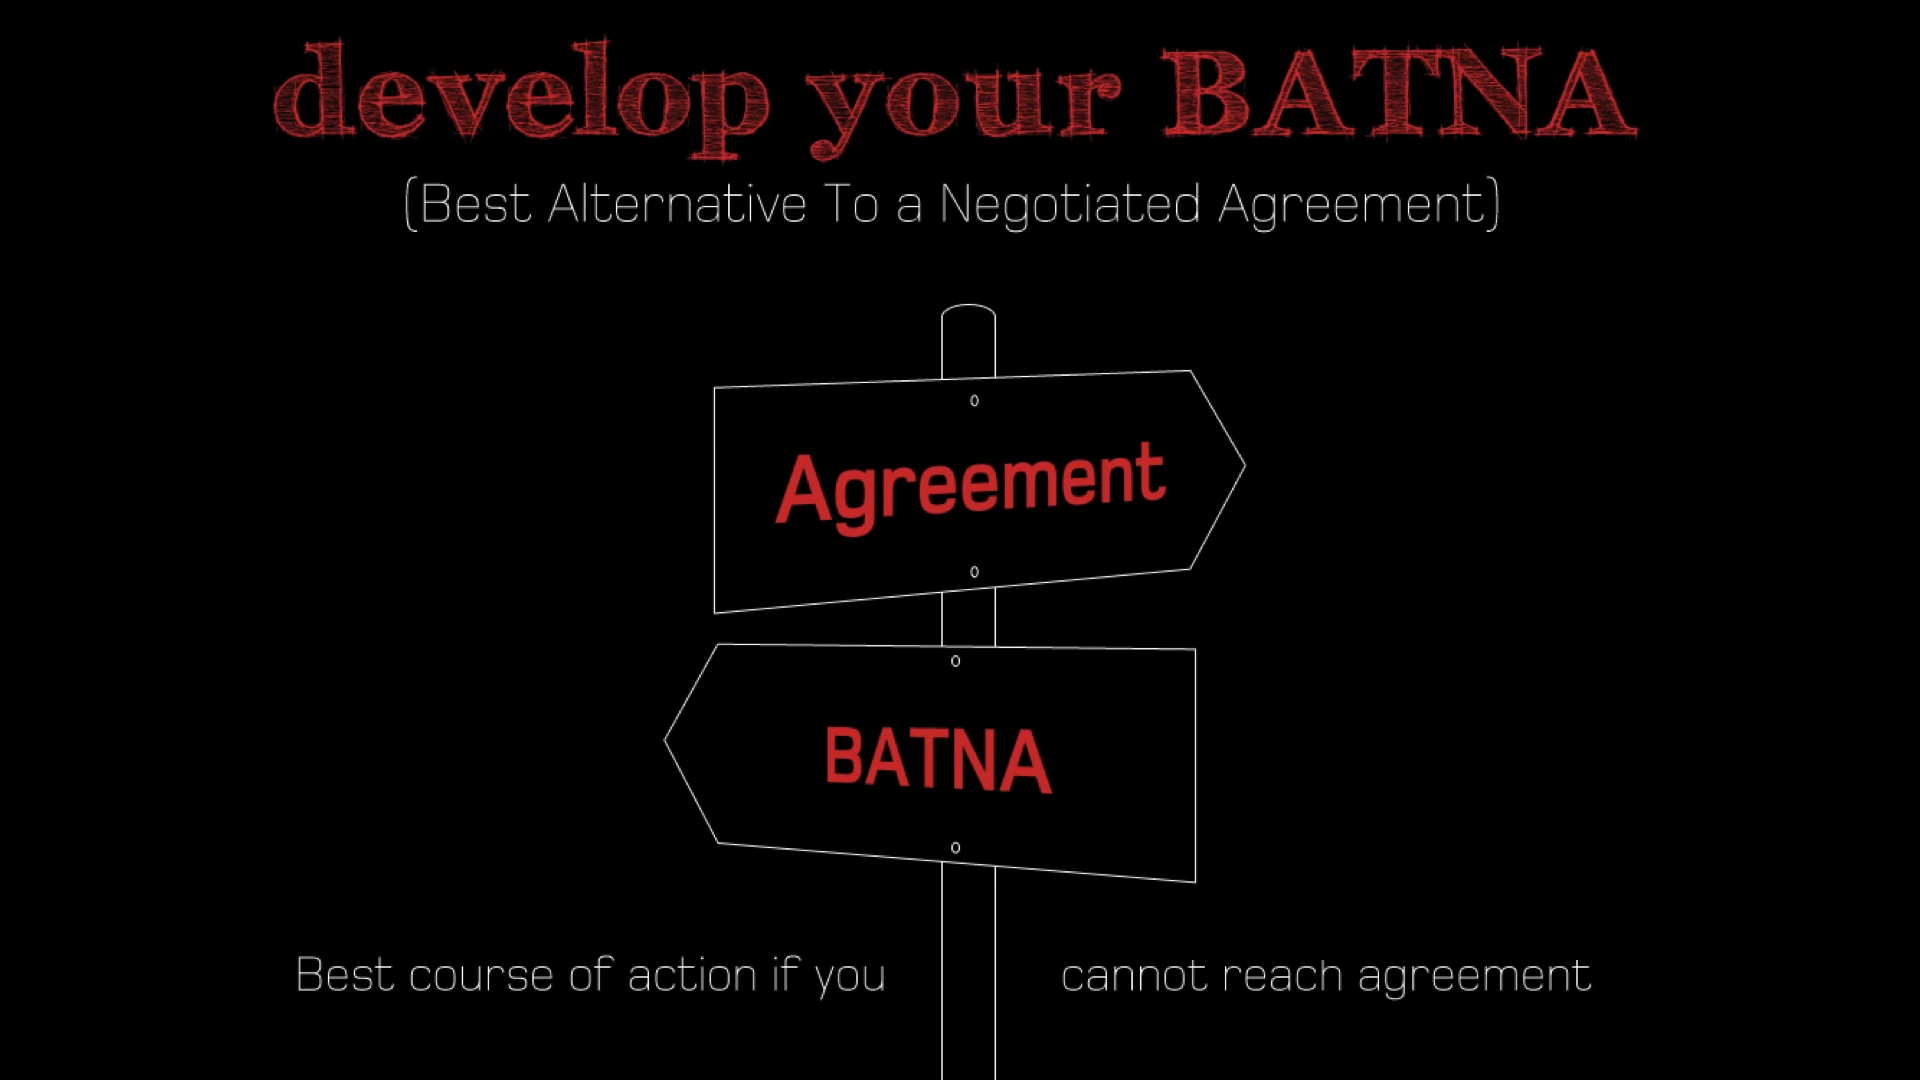 develop your BATNA
(Best Alternative To a Negotiated Agreement)
Agreement
BATNA
Best course of action if you cannot reach agreement